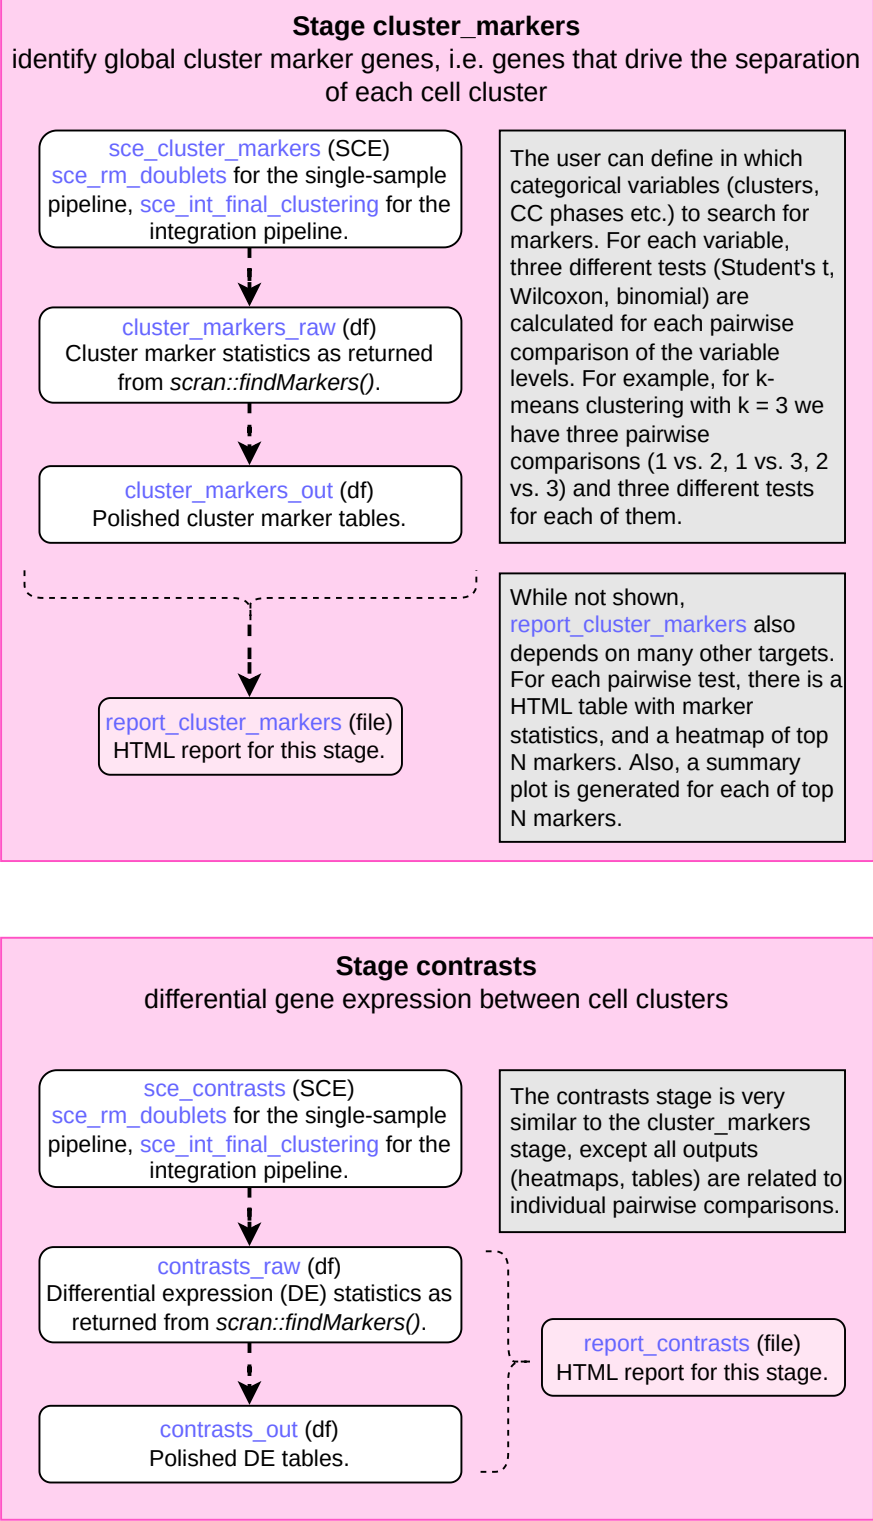 Stage cluster_markers
identify global cluster marker genes, i.e. genes that drive the separation
of each cell cluster
sce_cluster_markers (SCE)
sce_rm_doublets for the single-sample
pipeline, sce_int_final_clustering for the
integration pipeline.
cluster_markers_raw (df)
Cluster marker statistics as returned
from scran::findMarkers().
cluster_markers_out (df)
Polished cluster marker tables.
report_cluster_markers (file)
HTML report for this stage.
The user can define in which
categorical variables (clusters,
CC phases etc.) to search for
markers. For each variable,
three different tests (Student's t,
Wilcoxon, binomial) are
calculated for each pairwise
comparison of the variable
levels. For example, for k-
means clustering with k = 3 we
have three pairwise
comparisons (1 vs. 2, 1 vs. 3, 2
vs. 3) and three different tests
for each of them.
While not shown,
report_cluster_markers also
depends on many other targets.
For each pairwise test, there is a
HTML table with marker
statistics, and a heatmap of top
N markers. Also, a summary
plot is generated for each of top
N markers.
Stage contrasts
differential gene expression between cell clusters
sce_contrasts (SCE)
sce_rm_doublets for the single-sample
pipeline, sce_int_final_clustering for the
integration pipeline.
contrasts_raw (df)
Differential expression (DE) statistics as
returned from scran::findMarkers().
contrasts_out (df)
Polished DE tables.
The contrasts stage is very
similar to the cluster_markers
stage, except all outputs
(heatmaps, tables) are related to
individual pairwise comparisons.
report_contrasts (file)
HTML report for this stage.